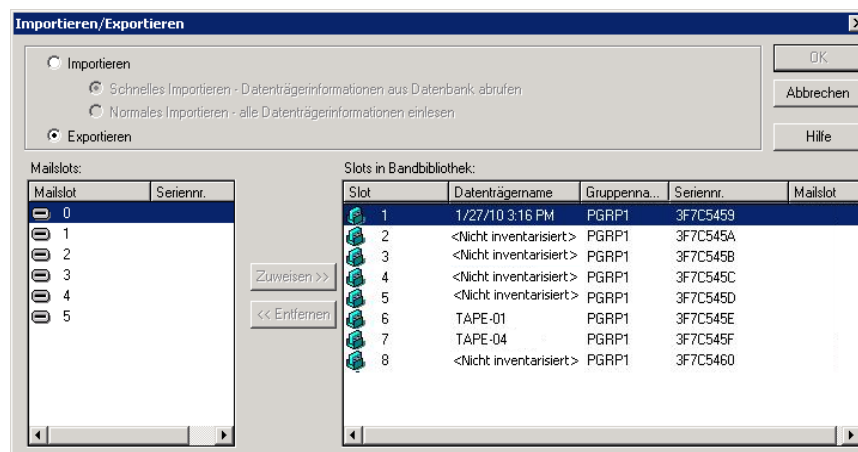 Importieren/Exportieren
Importieren
Schnelles Importieren - Datenträgerinformationen aus Datenbank abrufen
Normales Importieren - alle Datenträgerinformationen einlesen
Exportieren
OK
Abbrechen
Hilfe
Mailslots:
Mailslot Seriennr.
0
1
2
3
4
5
Zuweisen >>
<< Entfernen
Slots in Bandbibliothek:
Slot Datenträgername Gruppenna... Seriennr. Mailslot
1 1/27/10 3:16 PM PGRP1 3F7C5459
2 <Nicht inventarisiert> PGRP1 3F7C545A
3 <Nicht inventarisiert> PGRP1 3F7C545B
4 <Nicht inventarisiert> PGRP1 3F7C545C
5 <Nicht inventarisiert> PGRP1 3F7C545D
6 TAPE-01 PGRP1 3F7C545E
7 TAPE-04 PGRP1 3F7C545F
8 <Nicht inventarisiert> PGRP1 3F7C5460